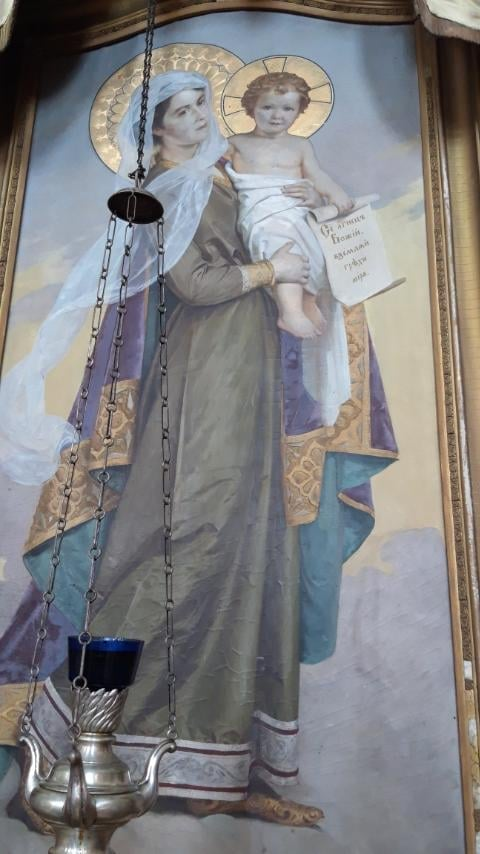 Се агнецъ
Божій,
вземляй
грѣхи
міра.